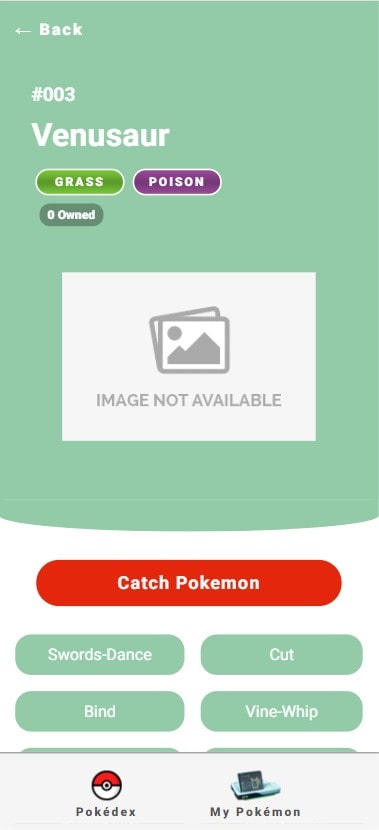 ← Back
#003
Venusaur
GRASS POISON
0 Owned
IMAGE NOT AVAILABLE
Catch Pokemon
Swords-Dance Cut
Bind Vine-Whip
Pokédex My Pokémon